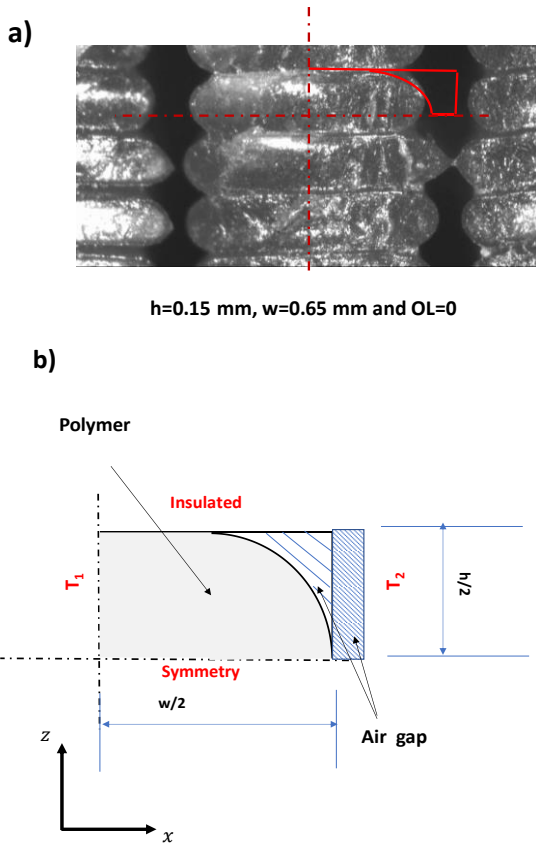 a)
h=0.15 mm, w=0.65 mm and OL=0
b)
Polymer
Insulated
T1
T2
h/2
Symmetry
w/2
Air gap
z
x